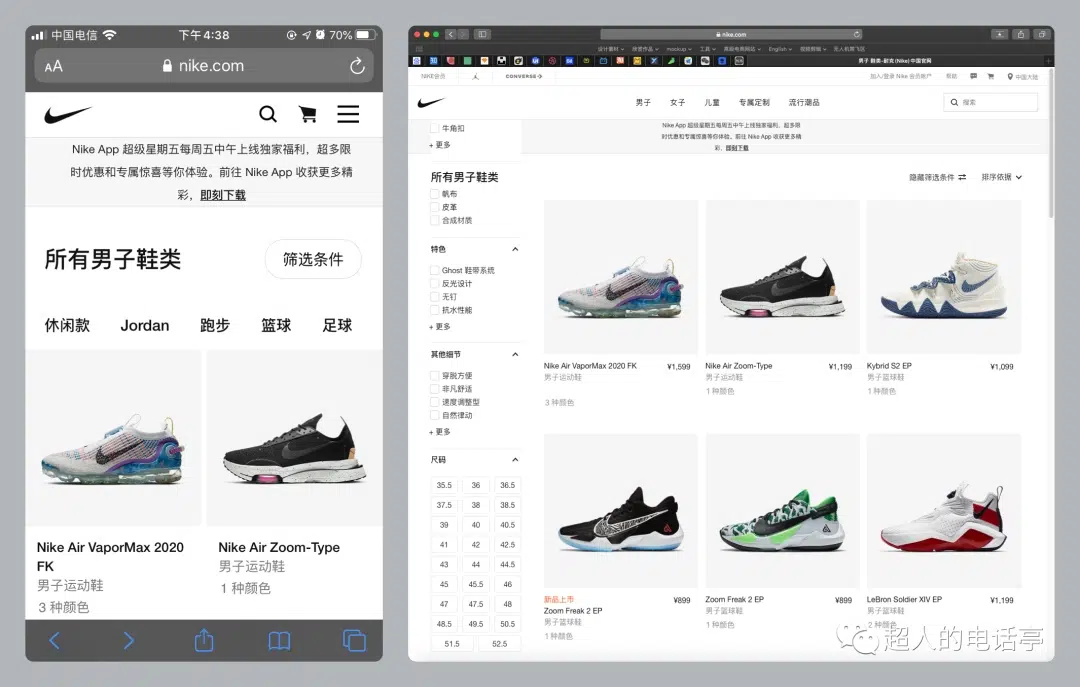 中国电信
下午4:38
70%
AA
nike.com
Nike App 超级星期五每周五中午上线独家福利，超多限
时优惠和专属惊喜等你体验。前往 Nike App 收获更多精
彩，即刻下载
所有男子鞋类
筛选条件
休闲款
Jordan
跑步
篮球
足球
Nike Air VaporMax 2020
FK
男子运动鞋
3 种颜色
Nike Air Zoom-Type
男子运动鞋
1 种颜色
nike.com
设计素材
mockup
工具
English
男子 鞋类-耐克 (Nike) 中国官网
NIKE会员
CONVERSE
加入/登录 Nike 会员账户
帮助
中国大陆
男子
女子
儿童
专属定制
流行潮品
搜索
Nike App 超级星期五每周五中午上线独家福利，超多限
时优惠和专属惊喜等你体验。前往 Nike App 收获更多精
彩，即刻下载
牛角扣
+ 更多
所有男子鞋类
隐藏筛选条件
排序依据
帆布
皮革
合成材质
特色
Ghost 鞋带系统
反光设计
无钉
抗水性能
+ 更多
其他细节
穿脱方便
非凡舒适
速度调整型
自然律动
+ 更多
尺码
35.5 36 36.5
37.5 38 38.5
39 40 40.5
41 42 42.5
43 44 44.5
45 45.5 46
47 47.5 48
48.5 49.5 50.5
51.5 52.5
Nike Air VaporMax 2020 FK
¥1,599
男子运动鞋
3 种颜色
Nike Air Zoom-Type
¥1,199
男子运动鞋
1 种颜色
Kybrid S2 EP
¥1,099
男子篮球鞋
1 种颜色
新品上市
Zoom Freak 2 EP
¥899
男子篮球鞋
1 种颜色
Zoom Freak 2 EP
¥899
男子篮球鞋
1 种颜色
LeBron Soldier XIV EP
¥1,199
男子篮球鞋
2 种颜色
超人的电话亭